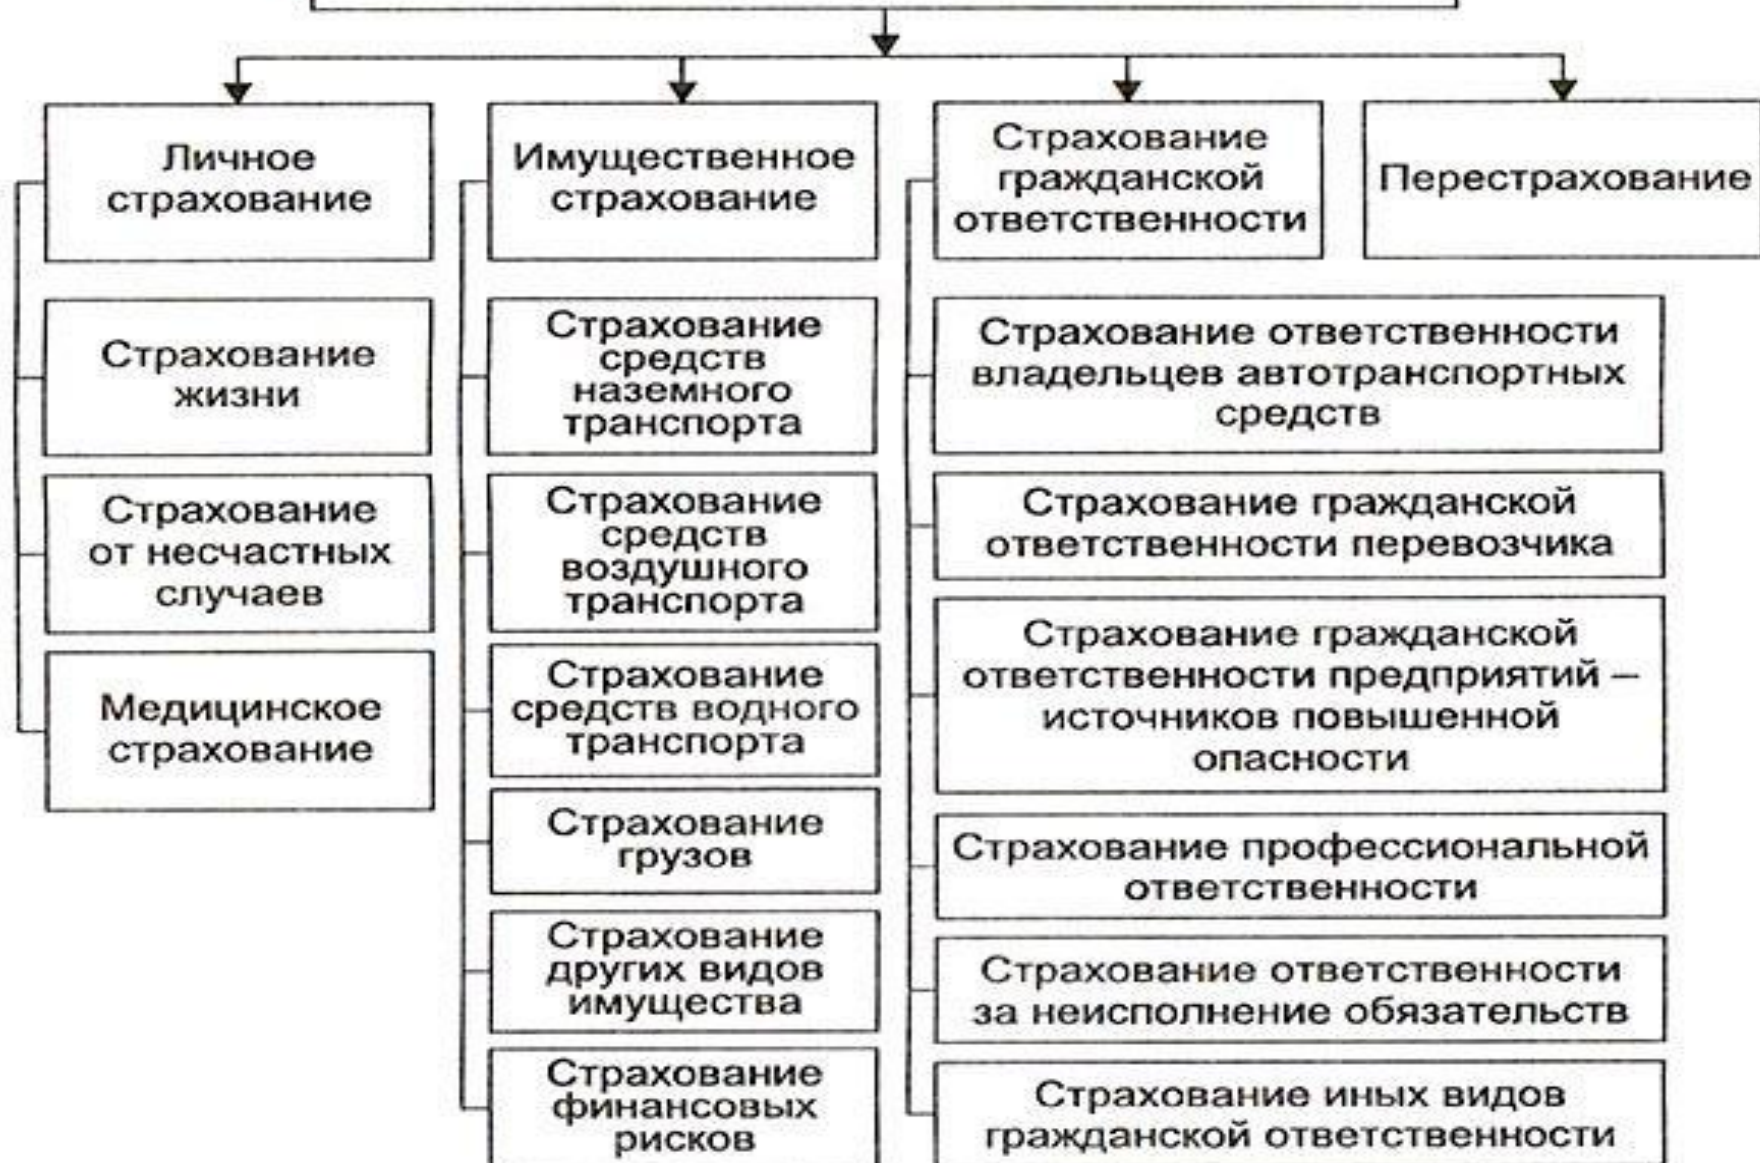 Личное
страхование
Страхование
жизни
Страхование
от несчастных
случаев
Медицинское
страхование
Имущественное
страхование
Страхование
средств
наземного
транспорта
Страхование
средств
воздушного
транспорта
Страхование
средств водного
транспорта
Страхование
грузов
Страхование
других видов
имущества
Страхование
финансовых
рисков
Страхование
гражданской
ответственности
Страхование ответственности
владельцев автотранспортных
средств
Страхование гражданской
ответственности перевозчика
Страхование гражданской
ответственности предприятий –
источников повышенной
опасности
Страхование профессиональной
ответственности
Страхование ответственности
за неисполнение обязательств
Страхование иных видов
гражданской ответственности
Перестрахование